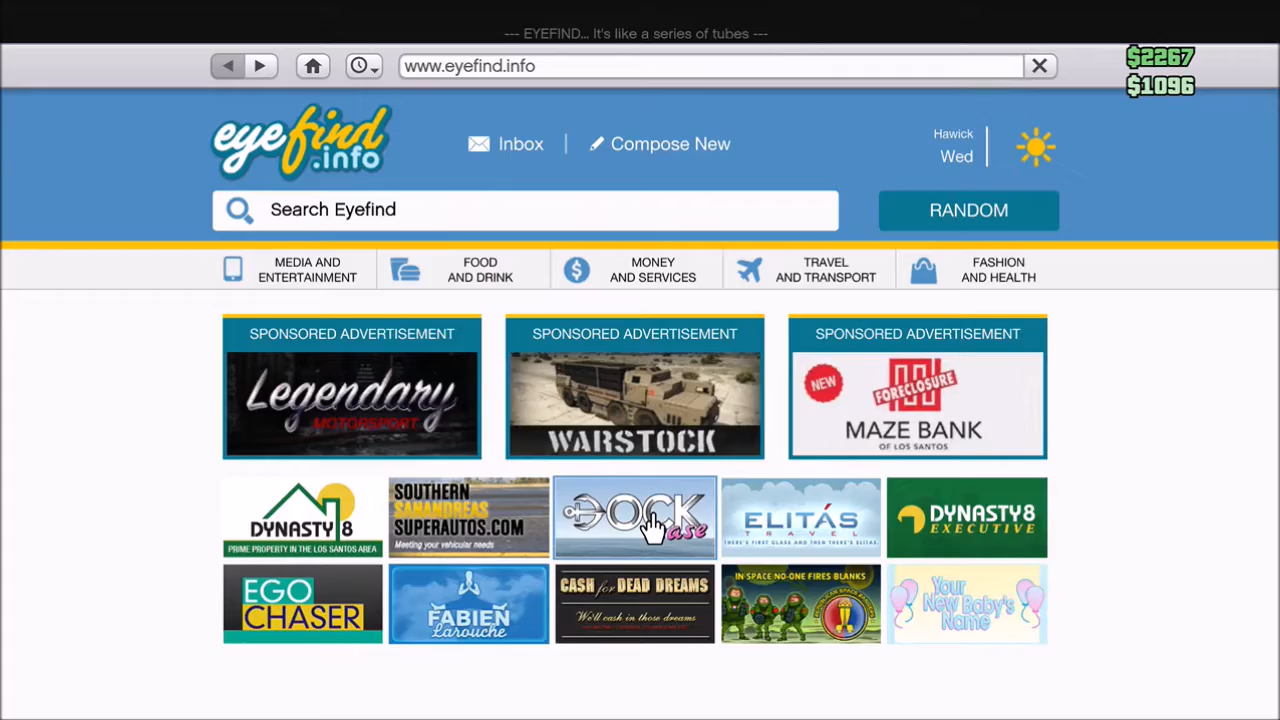 --- EYEFIND... It's like a series of tubes ---
www.eyefind.info
$2267
$1096
eyefind
.info
Inbox
Compose New
Hawick
Wed
Search Eyefind
RANDOM
MEDIA AND
ENTERTAINMENT
FOOD
AND DRINK
MONEY
AND SERVICES
TRAVEL
AND TRANSPORT
FASHION
AND HEALTH
SPONSORED ADVERTISEMENT
Legendary
MOTORSPORT
SPONSORED ADVERTISEMENT
WARSTOCK
SPONSORED ADVERTISEMENT
NEW
FORECLOSURE
MAZE BANK
OF LOS SANTOS
DYNASTY 8
PRIME PROPERTY IN THE LOS SANTOS AREA
SOUTHERN
SANANDREAS
SUPERAUTOS.COM
Meeting your vehicular needs
DOCK
ase
ELITÁS
TRAVEL
THERE'S FIRST GLASS AND THEN THERE'S ELITÁS.
DYNASTY8
EXECUTIVE
EGO
CHASER
FABIEN
Larouche
CASH for DEAD DREAMS
We'll cash in those dreams
IN SPACE NO-ONE FIRES BLANKS
Your
New Baby's
Name